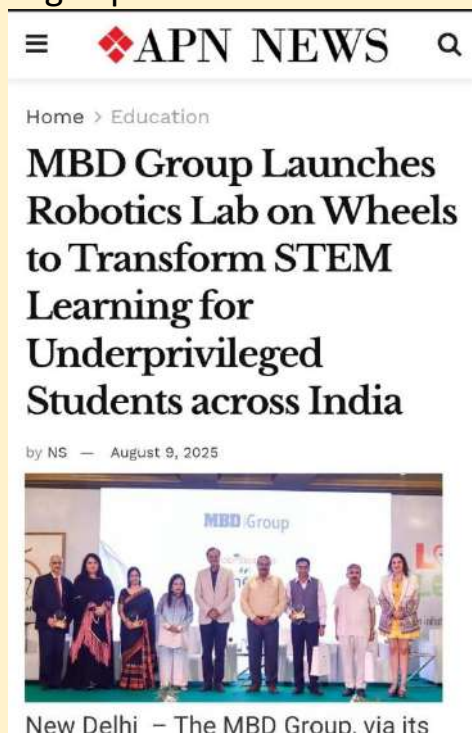 APN NEWS
Home > Education
MBD Group Launches
Robotics Lab on Wheels
to Transform STEM
Learning for
Underprivileged
Students across India
by NS — August 9, 2025
MBD Group
New Delhi – The MBD Group, via its